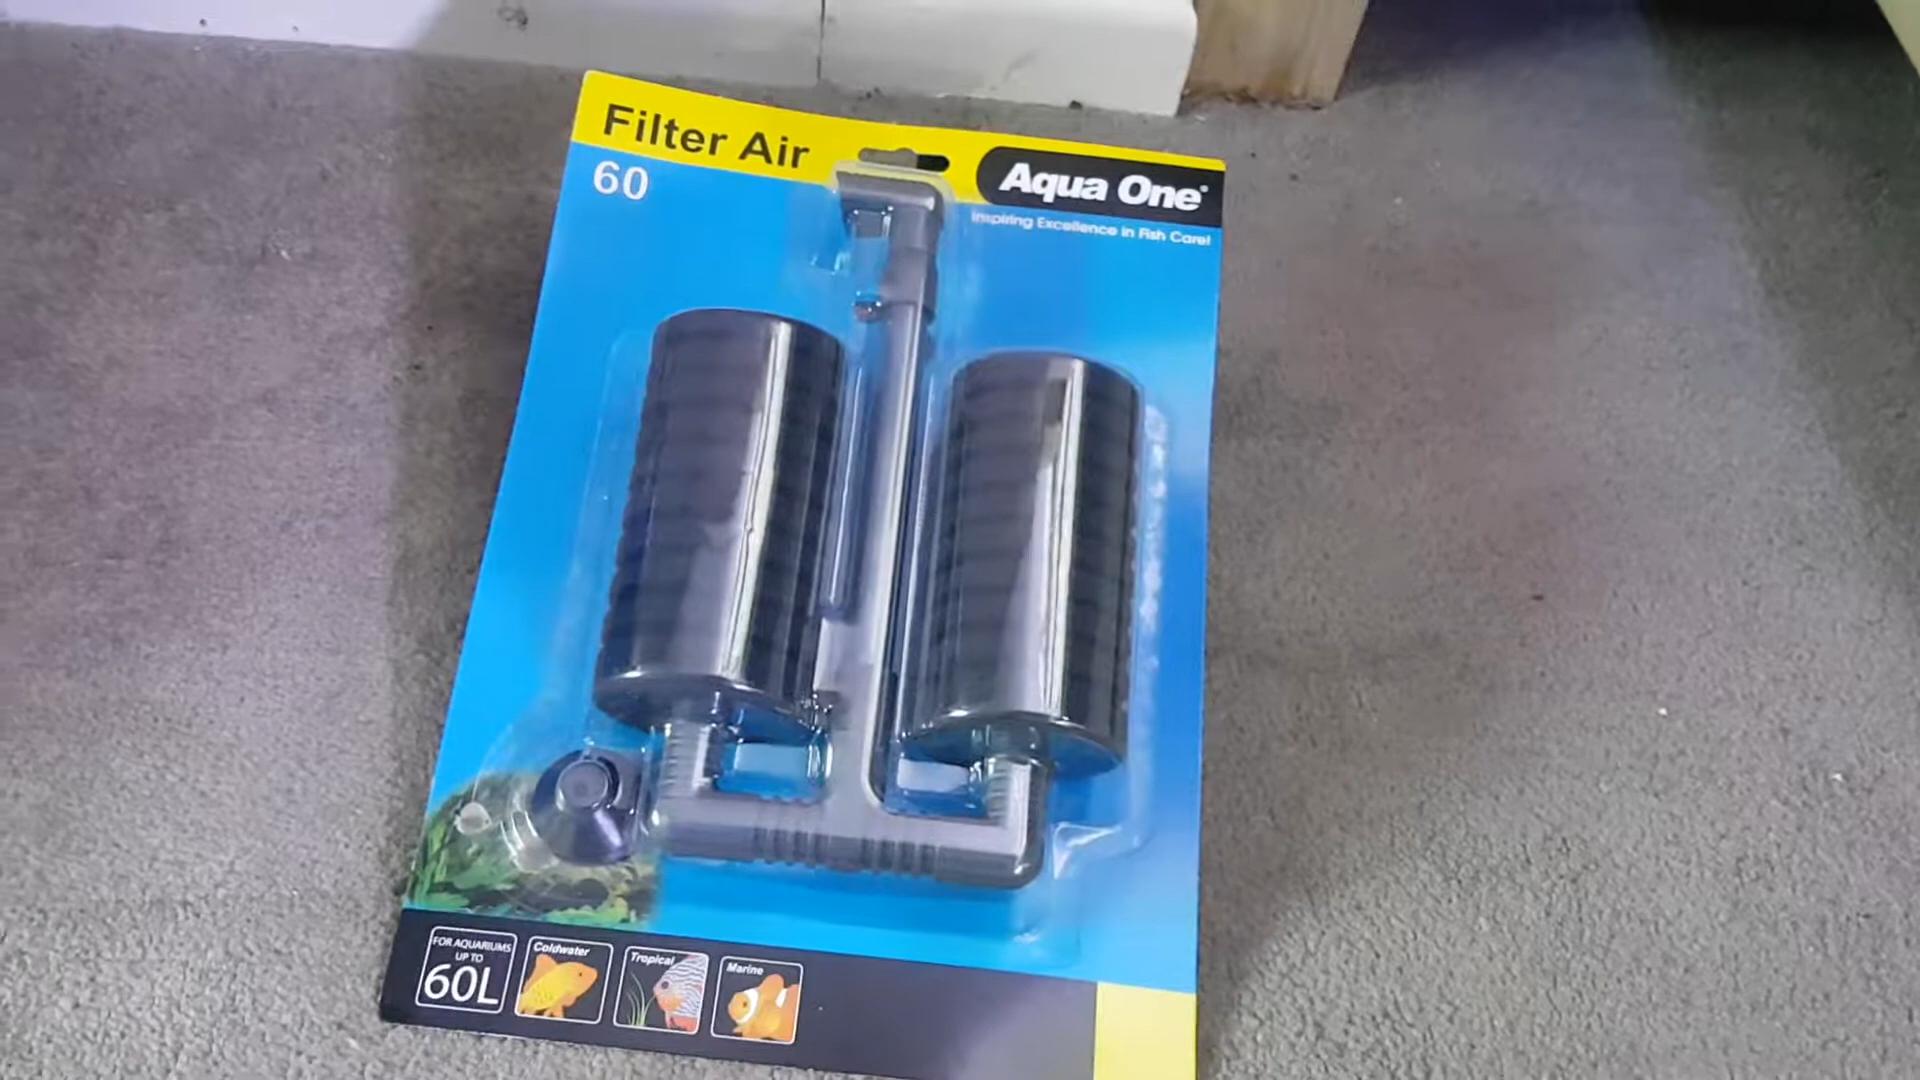 Filter Air
60
Aqua One®
Inspiring Excellence in Fish Care!
FOR AQUARIUMS
UP TO
60L
Coldwater
Tropical
Marine